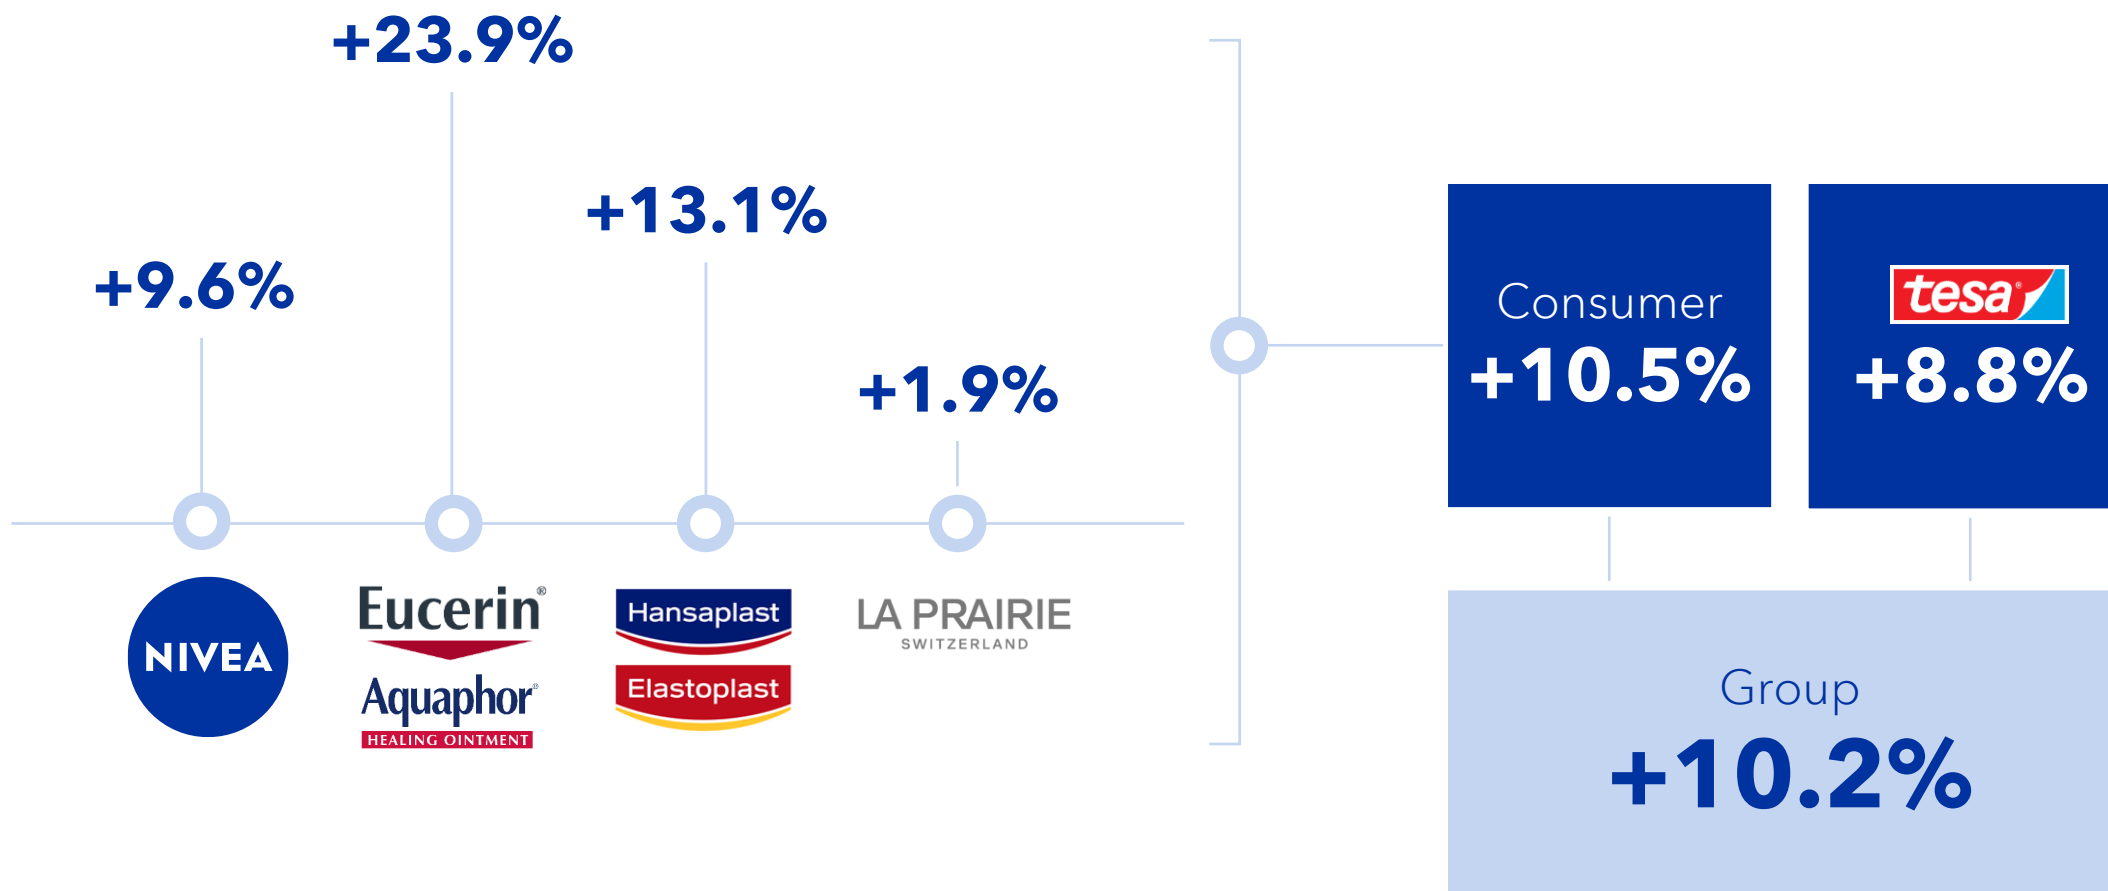 +23.9%
+13.1%
+9.6%
+1.9%
NIVEA
Eucerin®
Aquaphor®
HEALING OINTMENT
Hansaplast
Elastoplast
LA PRAIRIE
SWITZERLAND
Consumer
+10.5%
tesa®
+8.8%
Group
+10.2%